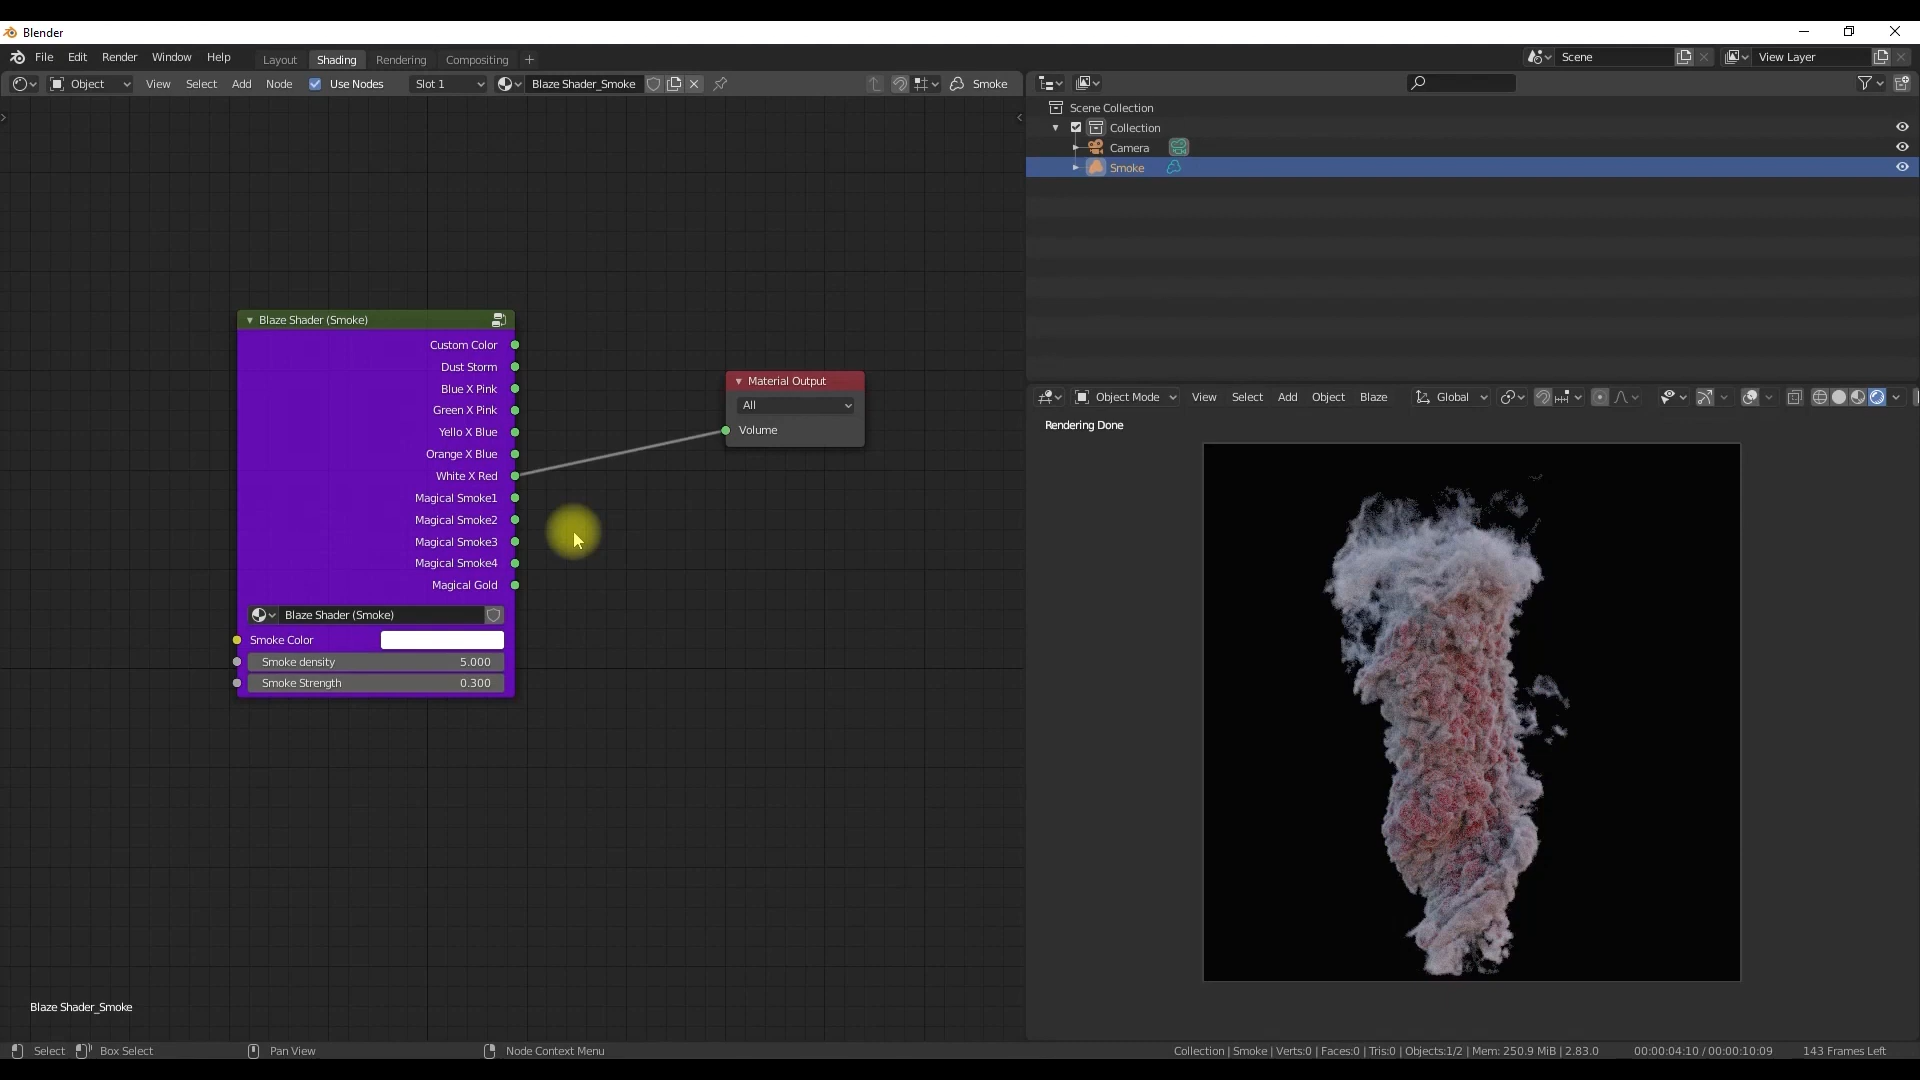 Blender
File Edit Render Window Help
Layout Shading Rendering Compositing +
Scene
View Layer
Object View Select Add Node Use Nodes Slot 1 Blaze Shader_Smoke Smoke
Scene Collection
Collection
Camera
Smoke
Object Mode View Select Add Object Blaze Global
Rendering Done
Blaze Shader (Smoke)
Custom Color
Dust Storm
Blue X Pink
Green X Pink
Yello X Blue
Orange X Blue
White X Red
Magical Smoke1
Magical Smoke2
Magical Smoke3
Magical Smoke4
Magical Gold
Blaze Shader (Smoke)
Smoke Color
Smoke density 5.000
Smoke Strength 0.300
Material Output
All
Volume
Blaze Shader_Smoke
Select Box Select Pan View Node Context Menu
Collection | Smoke | Verts:0 | Faces:0 | Tris:0 | Objects:1/2 | Mem: 250.9 MiB | 2.83.0 00:00:04:10 / 00:00:10:09 143 Frames Left